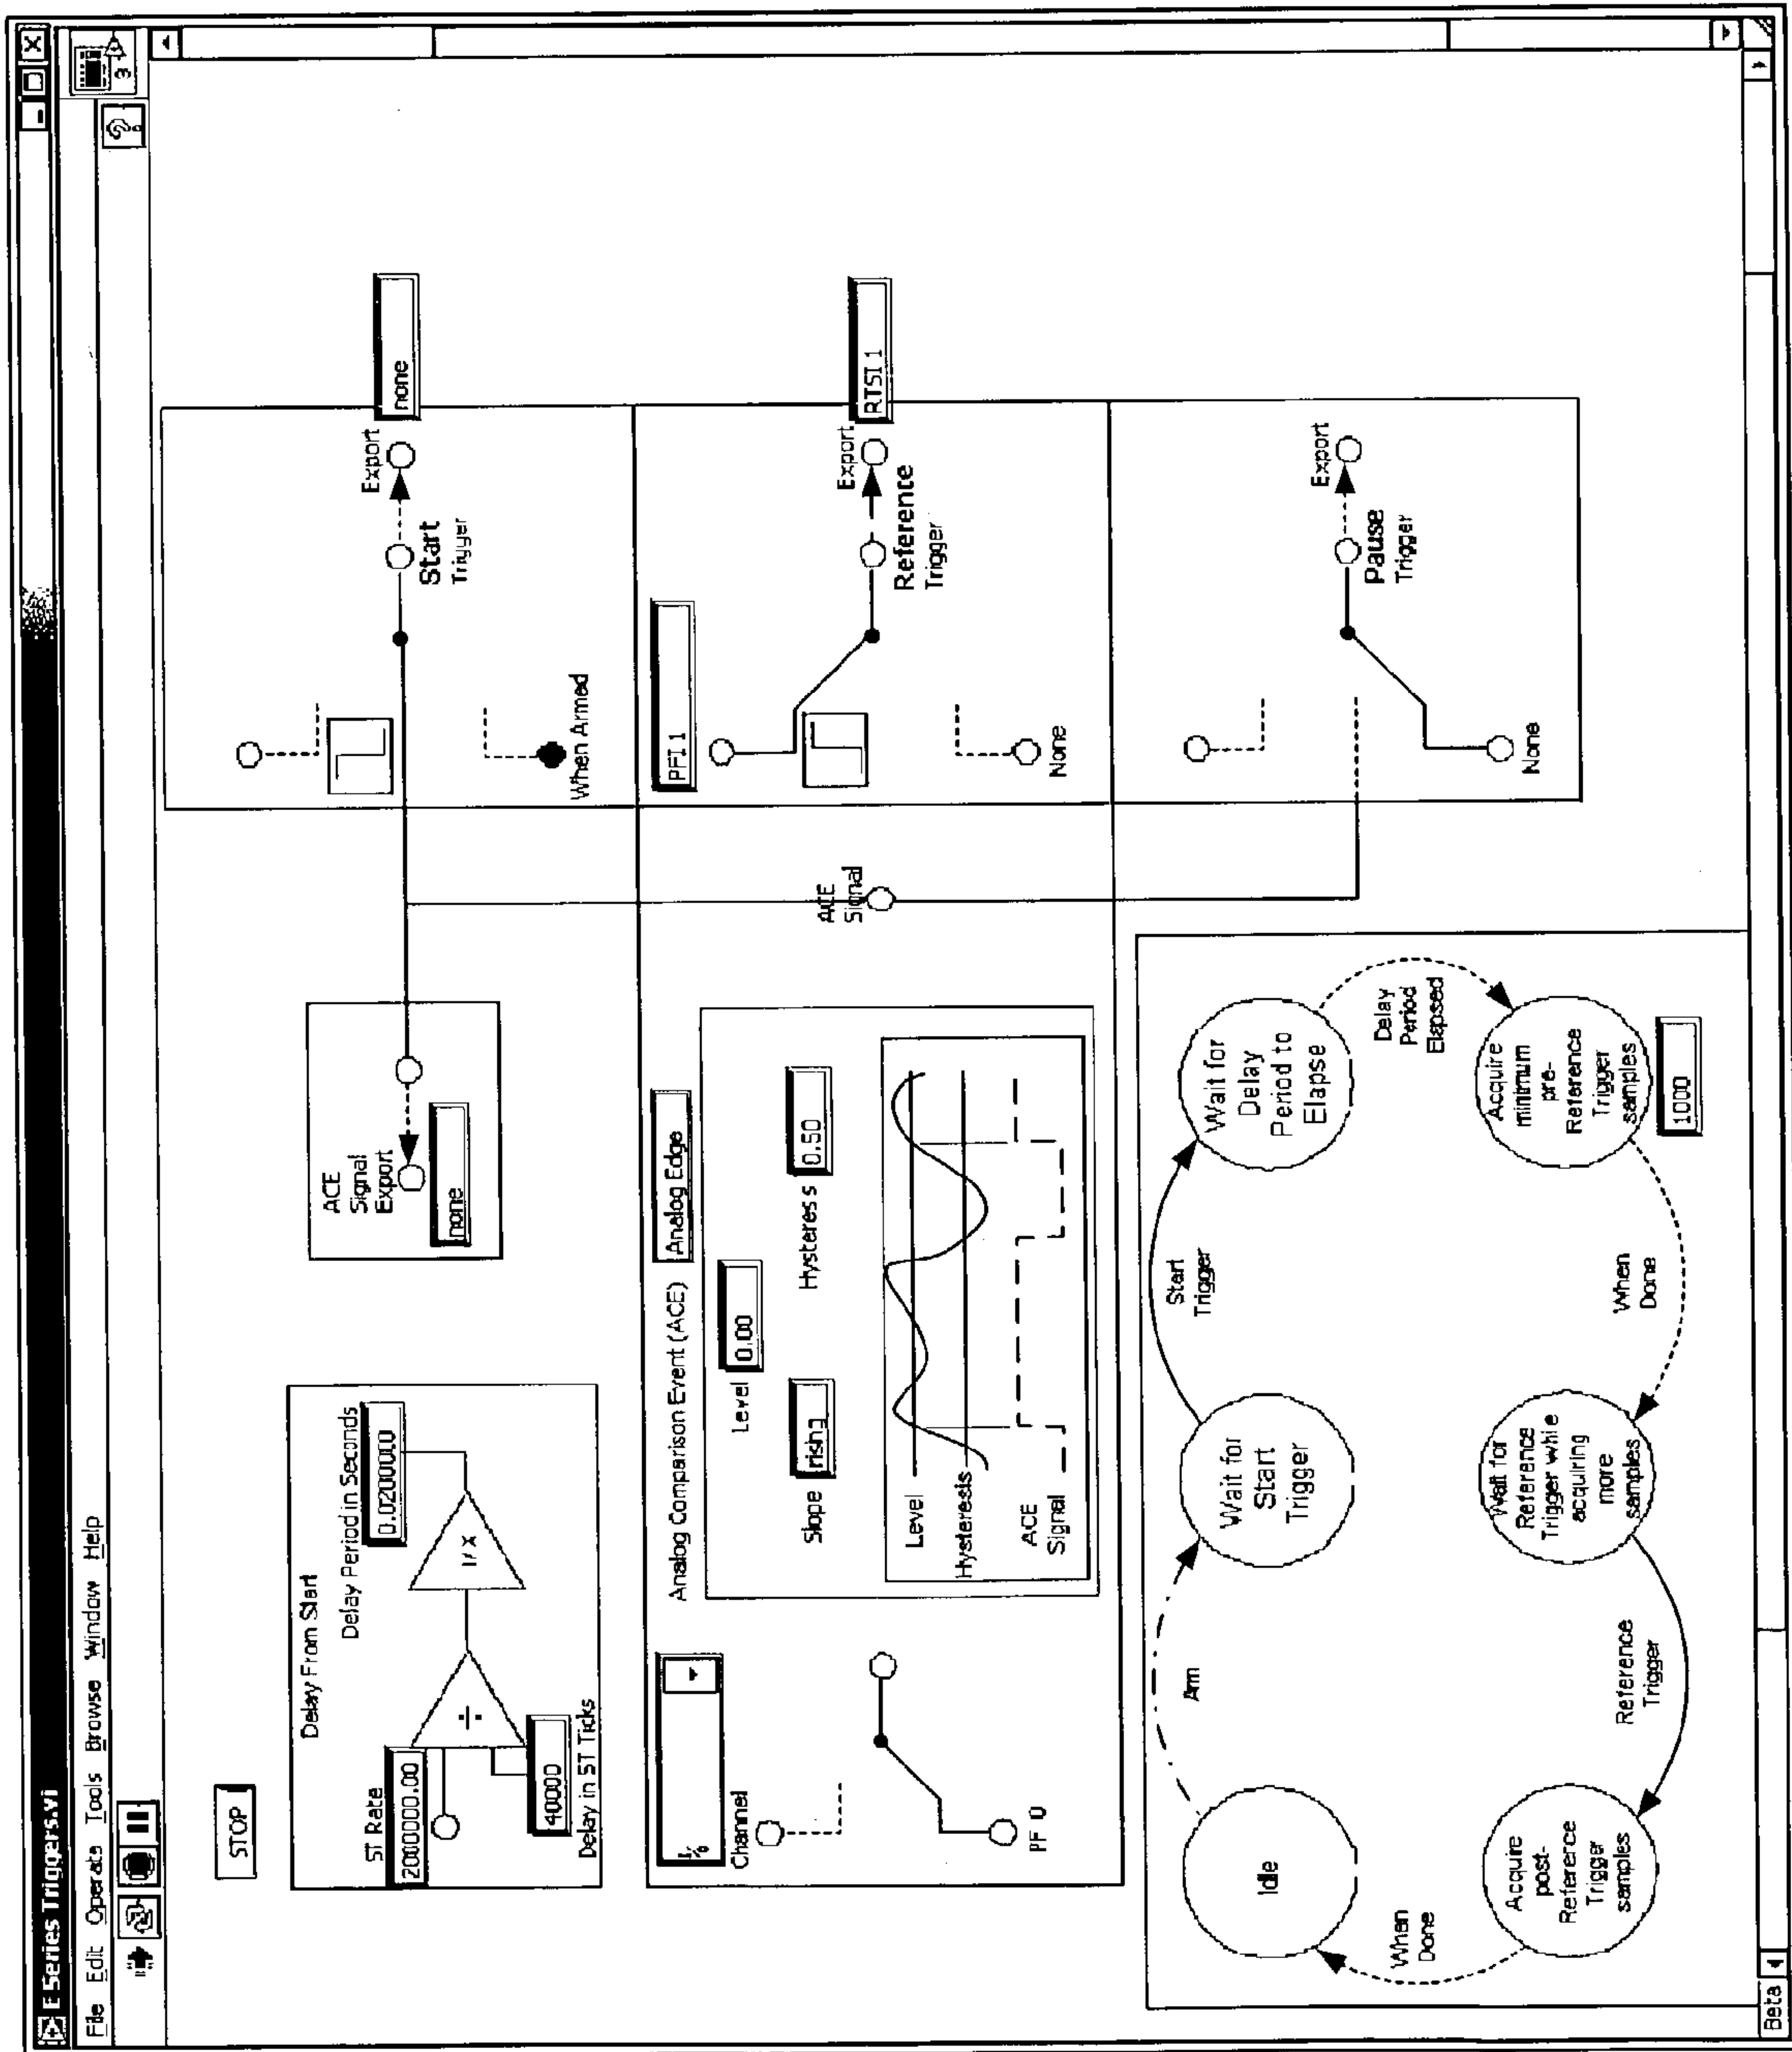 E Series Triggers.vi
File Edit Operate Tools Browse Window Help
?
3
STOP
Delay From Start
Delay Period in Seconds
ST Rate
0.0200000
÷
1/x
40000
Delay in ST Ticks
ACE
Signal
Export
none
Export
none
Start
Trigger
When Armed
Analog Comparison Event (ACE)
Analog Edge
Channel
PFI 0
Level
0.00
Slope
rising
Hysteresis
0.50
Level
Hysteresis
ACE
Signal
ACE
Signal
PFI 1
Export
RTSI 1
Reference
Trigger
None
Export
Pause
Trigger
None
Idle
Arm
Wait for
Start
Trigger
Start
Trigger
Wait for
Delay
Period to
Elapse
Delay
Period
Elapsed
Acquire
minimum
pre-
Reference
Trigger
samples
1000
When
Done
Wait for
Reference
Trigger while
acquiring
more
samples
Reference
Trigger
Acquire
post-
Reference
Trigger
samples
When
Done
Beta